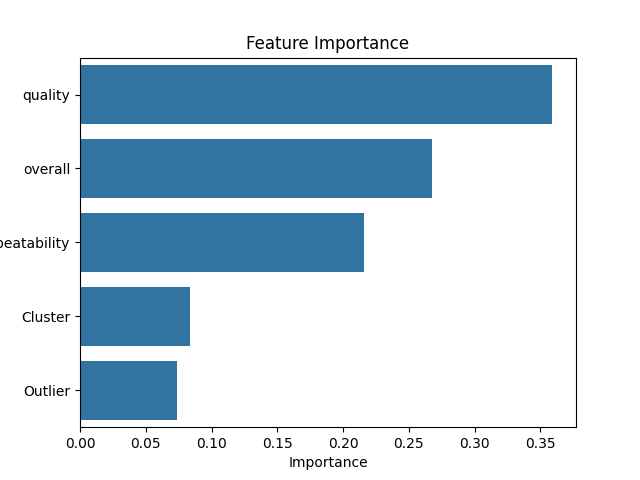 Feature Importance
quality
overall
peatability
Cluster
Outlier
0.00 0.05 0.10 0.15 0.20 0.25 0.30 0.35
Importance